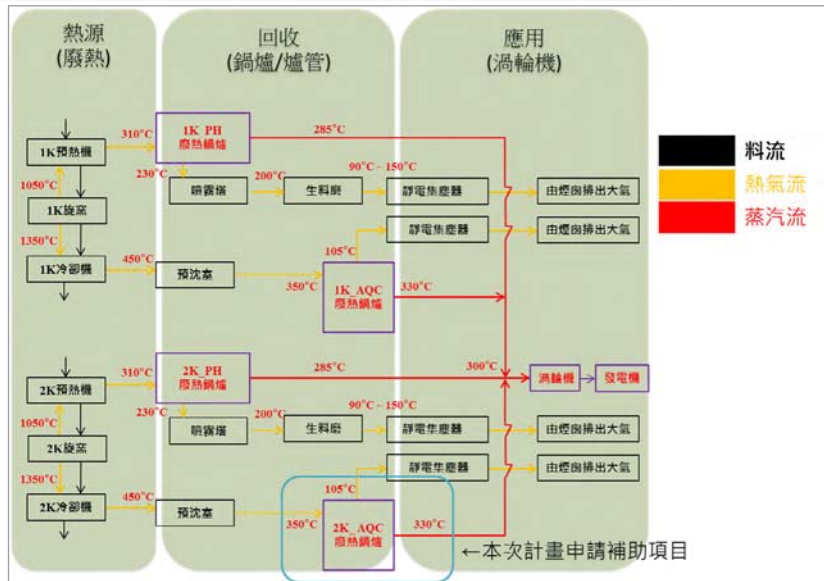 熱源
(廢熱)
回收
(鍋爐/爐管)
應用
(渦輪機)
料流
熱氣流
蒸汽流
310°C
1K_PH
廢熱鍋爐
285°C
1K預熱機
230°C
200°C
90°C~150°C
1050°C
噴霧塔
生料磨
靜電集塵器
由煙囪排出大氣
1K旋窯
靜電集塵器
由煙囪排出大氣
1350°C
105°C
450°C
1K冷卻機
預沈室
350°C
1K_AQC
廢熱鍋爐
330°C
310°C
2K_PH
廢熱鍋爐
285°C
300°C
渦輪機
發電機
2K預熱機
230°C
200°C
90°C~150°C
1050°C
噴霧塔
生料磨
靜電集塵器
由煙囪排出大氣
2K旋窯
靜電集塵器
由煙囪排出大氣
1350°C
105°C
450°C
2K冷卻機
預沈室
350°C
2K_AQC
廢熱鍋爐
330°C
←本次計畫申請補助項目